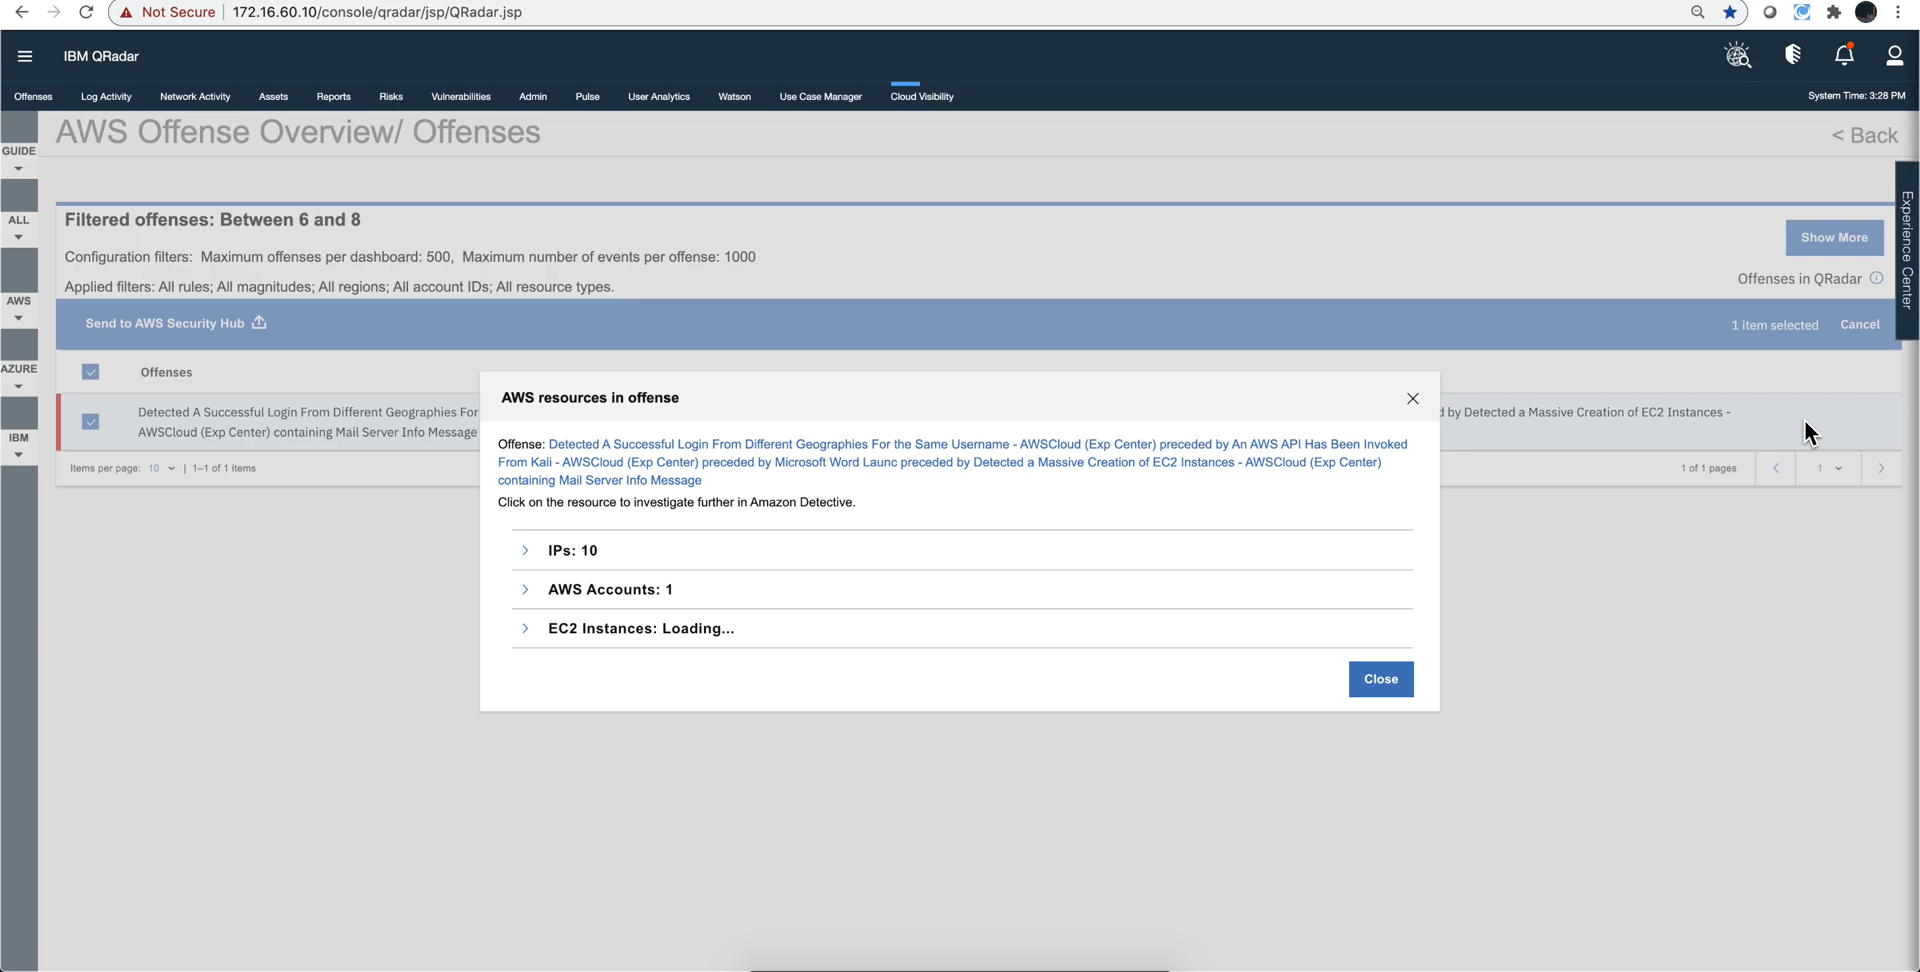 Not Secure 172.16.60.10/console/qradar/jsp/QRadar.jsp
IBM QRadar
Offenses Log Activity Network Activity Assets Reports Risks Vulnerabilities Admin Pulse User Analytics Watson Use Case Manager Cloud Visibility System Time: 3:28 PM
AWS Offense Overview/ Offenses
< Back
GUIDE
ALL
AWS
AZURE
IBM
Experience Center
Filtered offenses: Between 6 and 8
Show More
Configuration filters: Maximum offenses per dashboard: 500, Maximum number of events per offense: 1000
Offenses in QRadar
Applied filters: All rules; All magnitudes; All regions; All account IDs; All resource types.
Send to AWS Security Hub
1 item selected Cancel
Offenses
Detected A Successful Login From Different Geographies For
d by Detected a Massive Creation of EC2 Instances -
AWSCloud (Exp Center) containing Mail Server Info Message
Items per page: 10 | 1–1 of 1 items
1 of 1 pages 1
AWS resources in offense
Offense: Detected A Successful Login From Different Geographies For the Same Username - AWSCloud (Exp Center) preceded by An AWS API Has Been Invoked
From Kali - AWSCloud (Exp Center) preceded by Microsoft Word Launc preceded by Detected a Massive Creation of EC2 Instances - AWSCloud (Exp Center)
containing Mail Server Info Message
Click on the resource to investigate further in Amazon Detective.
IPs: 10
AWS Accounts: 1
EC2 Instances: Loading...
Close